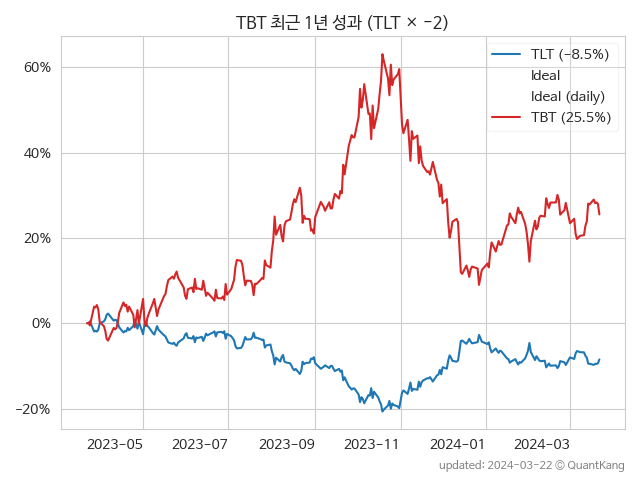 TBT 최근 1년 성과 (TLT × −2)
TLT (−8.5%)
Ideal
Ideal (daily)
TBT (25.5%)
60%
40%
20%
0%
−20%
2023−05
2023−07
2023−09
2023−11
2024−01
2024−03
updated: 2024−03−22 ⓒ QuantKang